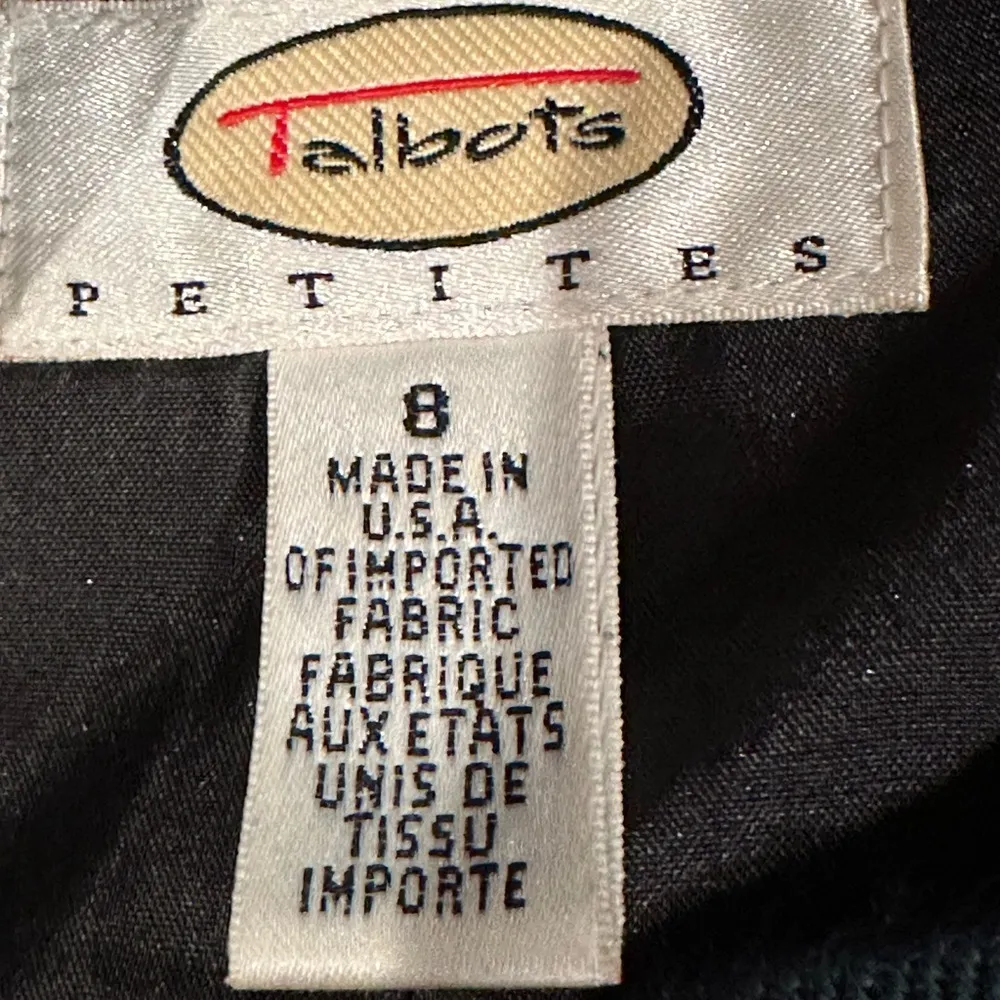 Talbots
PETITES
8
MADE IN
U.S.A.
OF IMPORTED
FABRIC
FABRIQUE
AUX ETATS
UNIS DE
TISSU
IMPORTE